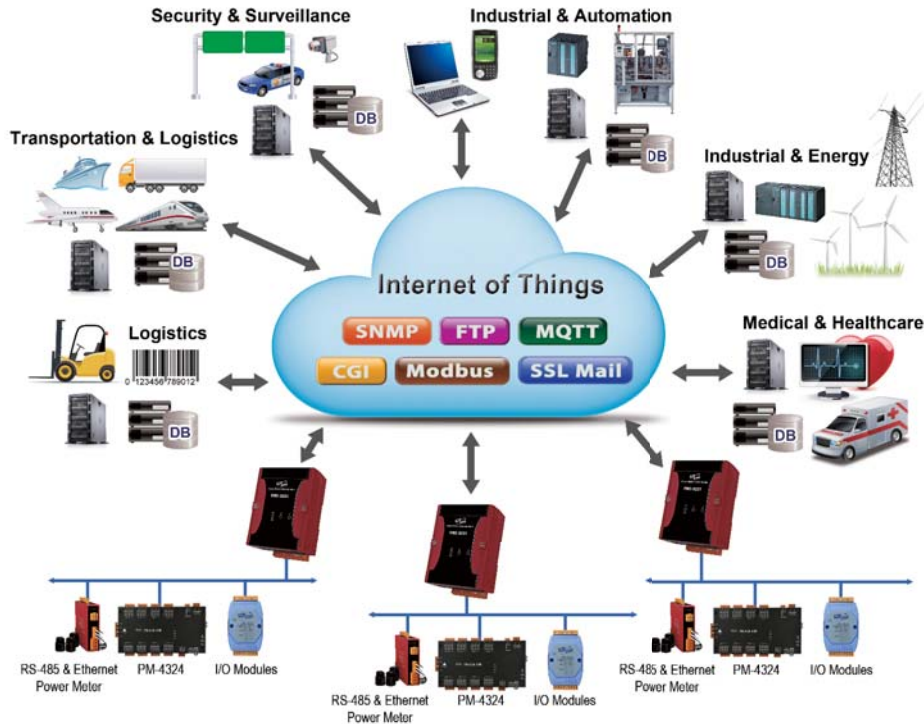 Security & Surveillance
Industrial & Automation
DB
DB
Transportation & Logistics
Industrial & Energy
DB
DB
Internet of Things
SNMP FTP MQTT
CGI Modbus SSL Mail
Logistics
0 123456 789012
DB
Medical & Healthcare
DB
RS-485 & Ethernet
Power Meter
PM-4324
I/O Modules
RS-485 & Ethernet
Power Meter
PM-4324
I/O Modules
RS-485 & Ethernet
Power Meter
PM-4324
I/O Modules